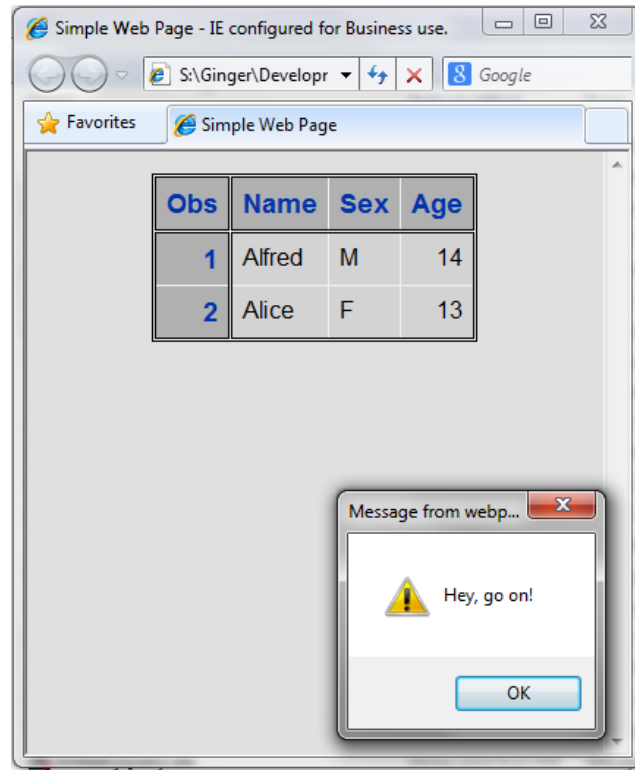 Simple Web Page - IE configured for Business use.
S:\Ginger\Developr
Google
Favorites
Simple Web Page
Obs Name Sex Age
1 Alfred M 14
2 Alice F 13
Message from webp...
Hey, go on!
OK